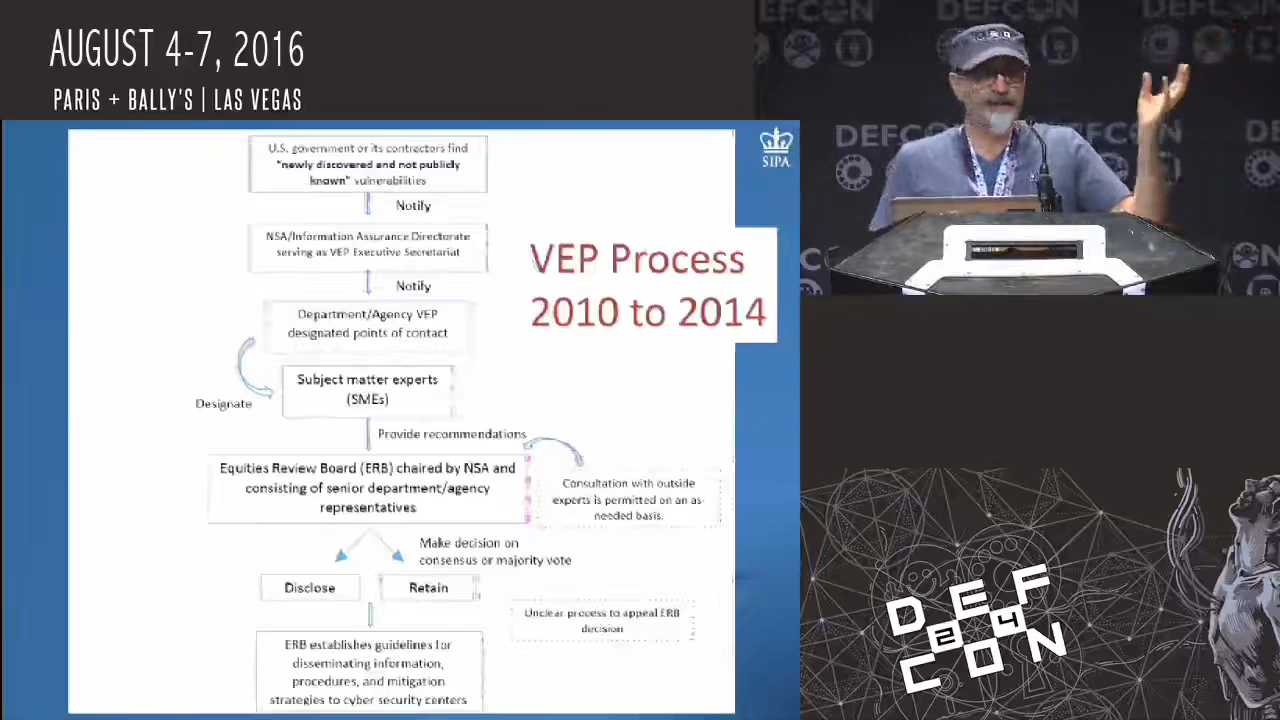 AUGUST 4-7, 2016
PARIS + BALLY'S | LAS VEGAS
DEFCON
DEFCON
DEFCON
DEFCON
DEFCON
SIPA
U.S. government or its contractors find
"newly discovered and not publicly
known" vulnerabilities
Notify
NSA/Information Assurance Directorate
serving as VEP Executive Secretariat
Notify
VEP Process
2010 to 2014
Department/Agency VEP
designated points of contact
Designate
Subject matter experts
(SMEs)
Provide recommendations
Equities Review Board (ERB) chaired by NSA and
consisting of senior department/agency
representatives
Consultation with outside
experts is permitted on an as-
needed basis.
Make decision on
consensus or majority vote
Disclose
Retain
Unclear process to appeal ERB
decision
ERB establishes guidelines for
disseminating information,
procedures, and mitigation
strategies to cyber security centers
DEF
24
CON